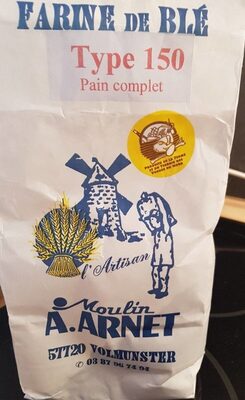 FARINE DE BLÉ
Type 150
Pain complet
l'Artisan
Moulin
A. ARNET
57720 VOLMUNSTER
✆ 03 87 96 74 94